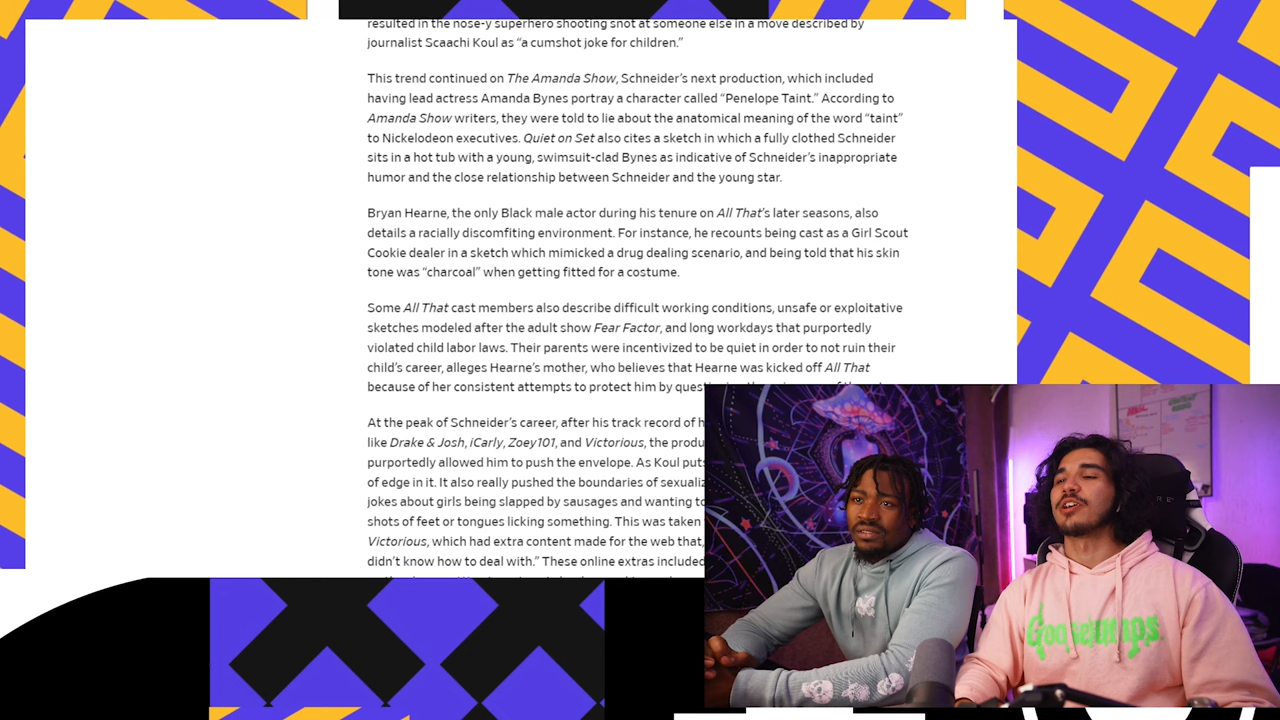 resulted in the nose-y superhero shooting snot at someone else in a move described by
journalist Scaachi Koul as “a cumshot joke for children.”
This trend continued on The Amanda Show, Schneider’s next production, which included
having lead actress Amanda Bynes portray a character called “Penelope Taint.” According to
Amanda Show writers, they were told to lie about the anatomical meaning of the word “taint”
to Nickelodeon executives. Quiet on Set also cites a sketch in which a fully clothed Schneider
sits in a hot tub with a young, swimsuit-clad Bynes as indicative of Schneider’s inappropriate
humor and the close relationship between Schneider and the young star.
Bryan Hearne, the only Black male actor during his tenure on All That’s later seasons, also
details a racially discomfiting environment. For instance, he recounts being cast as a Girl Scout
Cookie dealer in a sketch which mimicked a drug dealing scenario, and being told that his skin
tone was “charcoal” when getting fitted for a costume.
Some All That cast members also describe difficult working conditions, unsafe or exploitative
sketches modeled after the adult show Fear Factor, and long workdays that purportedly
violated child labor laws. Their parents were incentivized to be quiet in order to not ruin their
child’s career, alleges Hearne’s mother, who believes that Hearne was kicked off All That
because of her consistent attempts to protect him by
At the peak of Schneider’s career, after his track record of
like Drake & Josh, iCarly, Zoey101, and Victorious, the
purportedly allowed him to push the envelope. As Koul
of edge in it. It also really pushed the boundaries of
jokes about girls being slapped by sausages and wanting
shots of feet or tongues licking something. This was taken
Victorious, which had extra content made for the web that,
didn’t know how to deal with.” These online extras included
Goosebumps